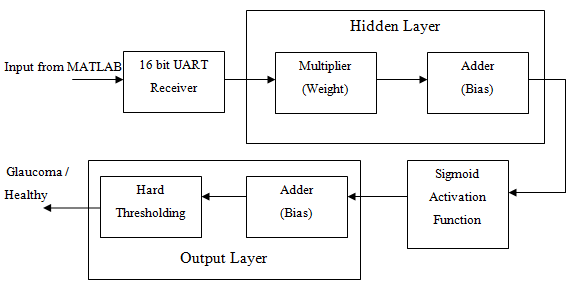 Hidden Layer
Input from MATLAB
16 bit UART
Receiver
Multiplier
(Weight)
Adder
(Bias)
Glaucoma /
Healthy
Hard
Thresholding
Adder
(Bias)
Sigmoid
Activation
Function
Output Layer